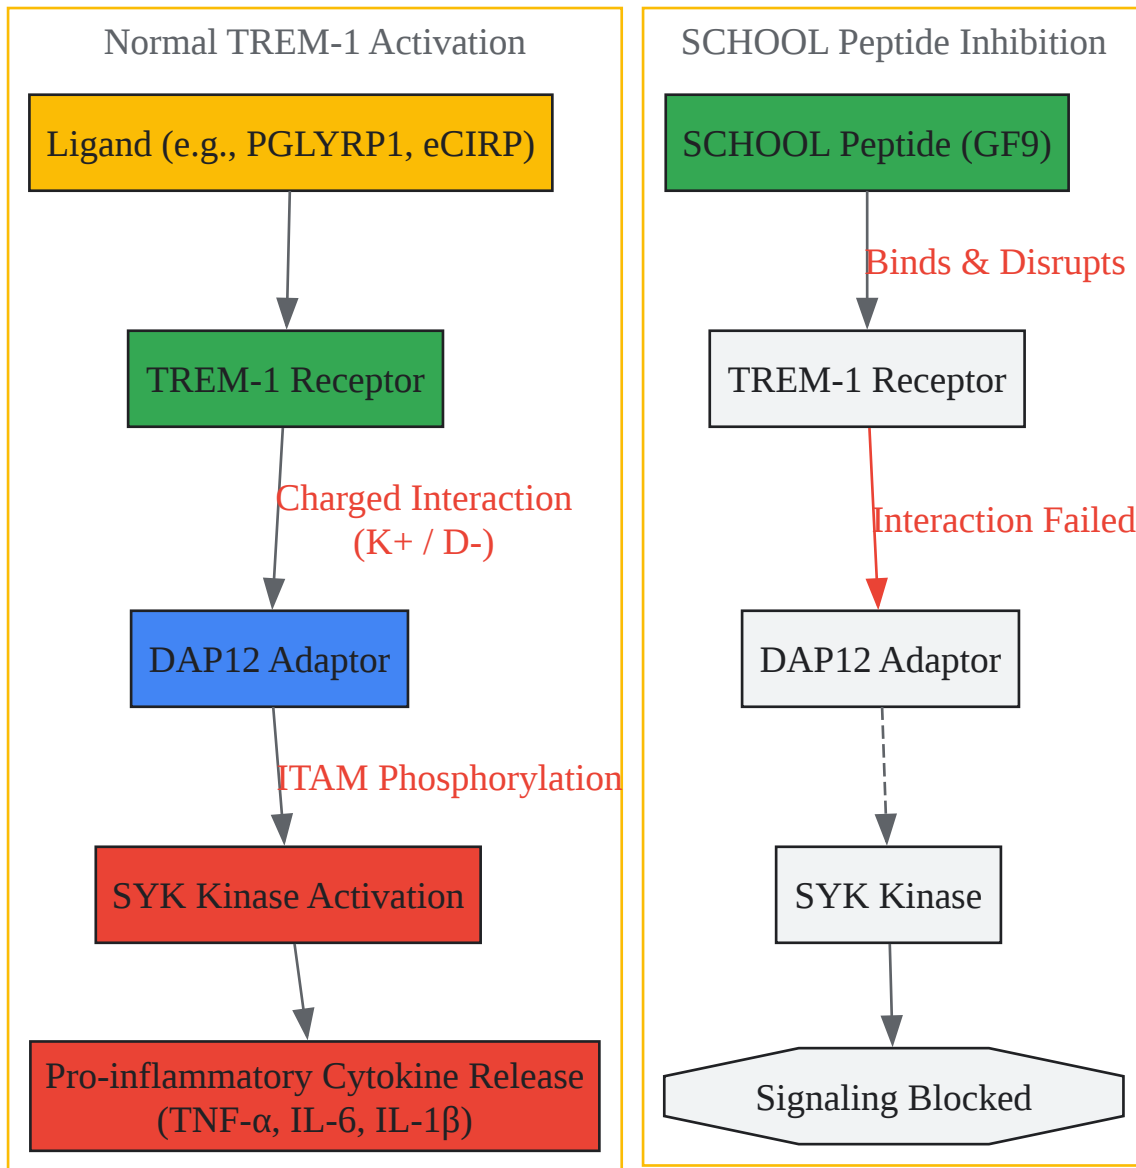 Normal TREM-1 Activation
Ligand (e.g., PGLYRP1, eCIRP)
TREM-1 Receptor
Charged Interaction
(K+ / D-)
DAP12 Adaptor
ITAM Phosphorylation
SYK Kinase Activation
Pro-inflammatory Cytokine Release
(TNF-α, IL-6, IL-1β)
SCHOOL Peptide Inhibition
SCHOOL Peptide (GF9)
Binds & Disrupts
TREM-1 Receptor
Interaction Failed
DAP12 Adaptor
SYK Kinase
Signaling Blocked